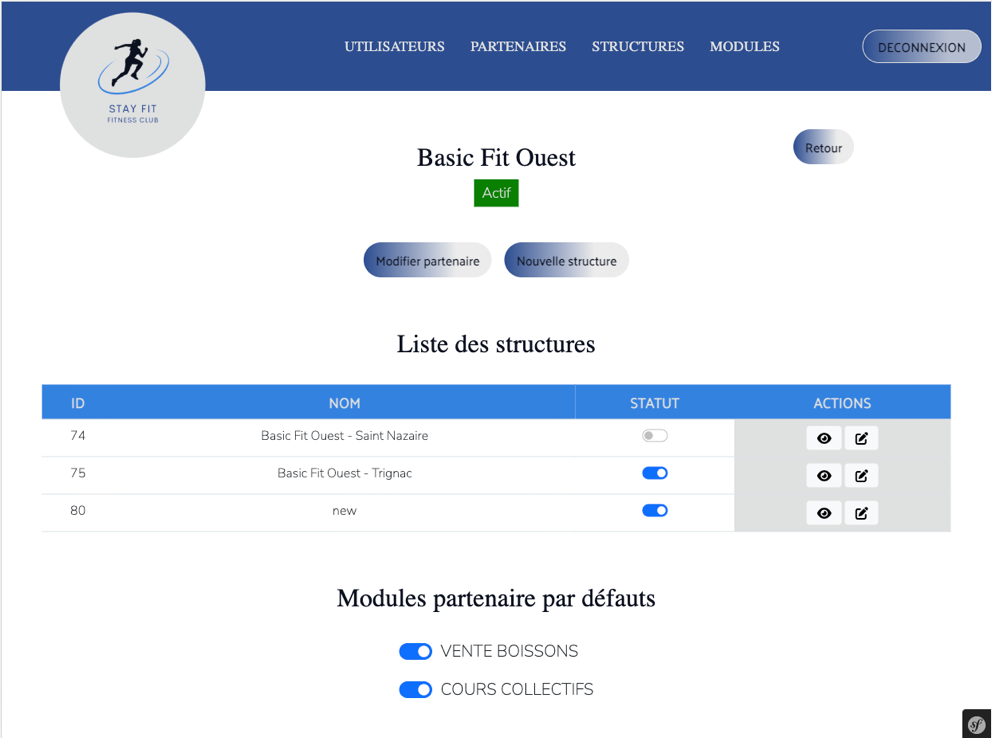 UTILISATEURS PARTENAIRES STRUCTURES MODULES DECONNEXION
STAY FIT
FITNESS CLUB
Retour
Basic Fit Ouest
Actif
Modifier partenaire Nouvelle structure
Liste des structures
ID NOM STATUT ACTIONS
74 Basic Fit Ouest - Saint Nazaire
75 Basic Fit Ouest - Trignac
80 new
Modules partenaire par défauts
VENTE BOISSONS
COURS COLLECTIFS
sf